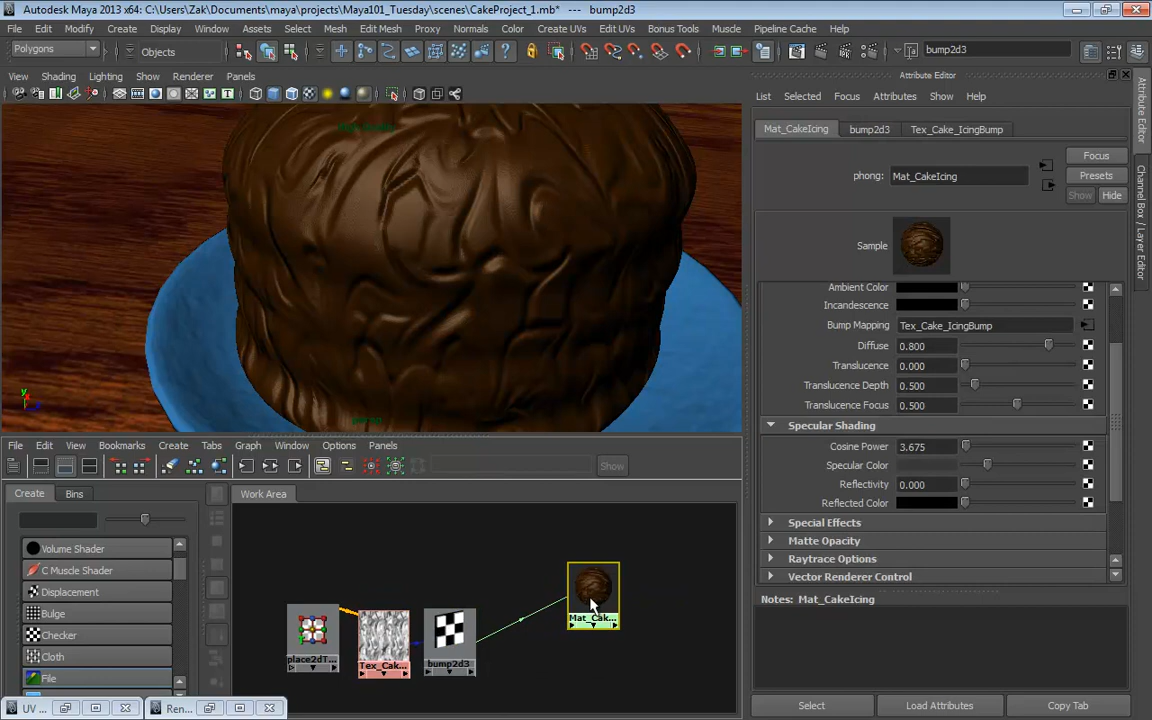 Autodesk Maya 2013 x64: C:\Users\Zak\Documents\maya\projects\Maya101_Tuesday\scenes\CakeProject_1.mb* --- bump2d3
File Edit Modify Create Display Window Assets Select Mesh Edit Mesh Proxy Normals Color Create UVs Edit UVs Bonus Tools Muscle Pipeline Cache Help
Polygons Objects bump2d3
View Shading Lighting Show Renderer Panels
persp
File Edit View Bookmarks Create Tabs Graph Window Options Panels
Show
Create Bins
Volume Shader
C Muscle Shader
Displacement
Bulge
Checker
Cloth
File
Work Area
place2dT...
Tex_Cak...
bump2d3
Mat_Cak...
UV ...
Ren...
Attribute Editor
List Selected Focus Attributes Show Help
Mat_CakeIcing bump2d3 Tex_Cake_IcingBump
Focus
phong: Mat_CakeIcing
Presets
Show Hide
Sample
Ambient Color
Incandescence
Bump Mapping Tex_Cake_IcingBump
Diffuse 0.800
Translucence 0.000
Translucence Depth 0.500
Translucence Focus 0.500
Specular Shading
Cosine Power 3.675
Specular Color
Reflectivity 0.000
Reflected Color
Special Effects
Matte Opacity
Raytrace Options
Vector Renderer Control
Notes: Mat_CakeIcing
Select Load Attributes Copy Tab
Attribute Editor
Channel Box / Layer Editor